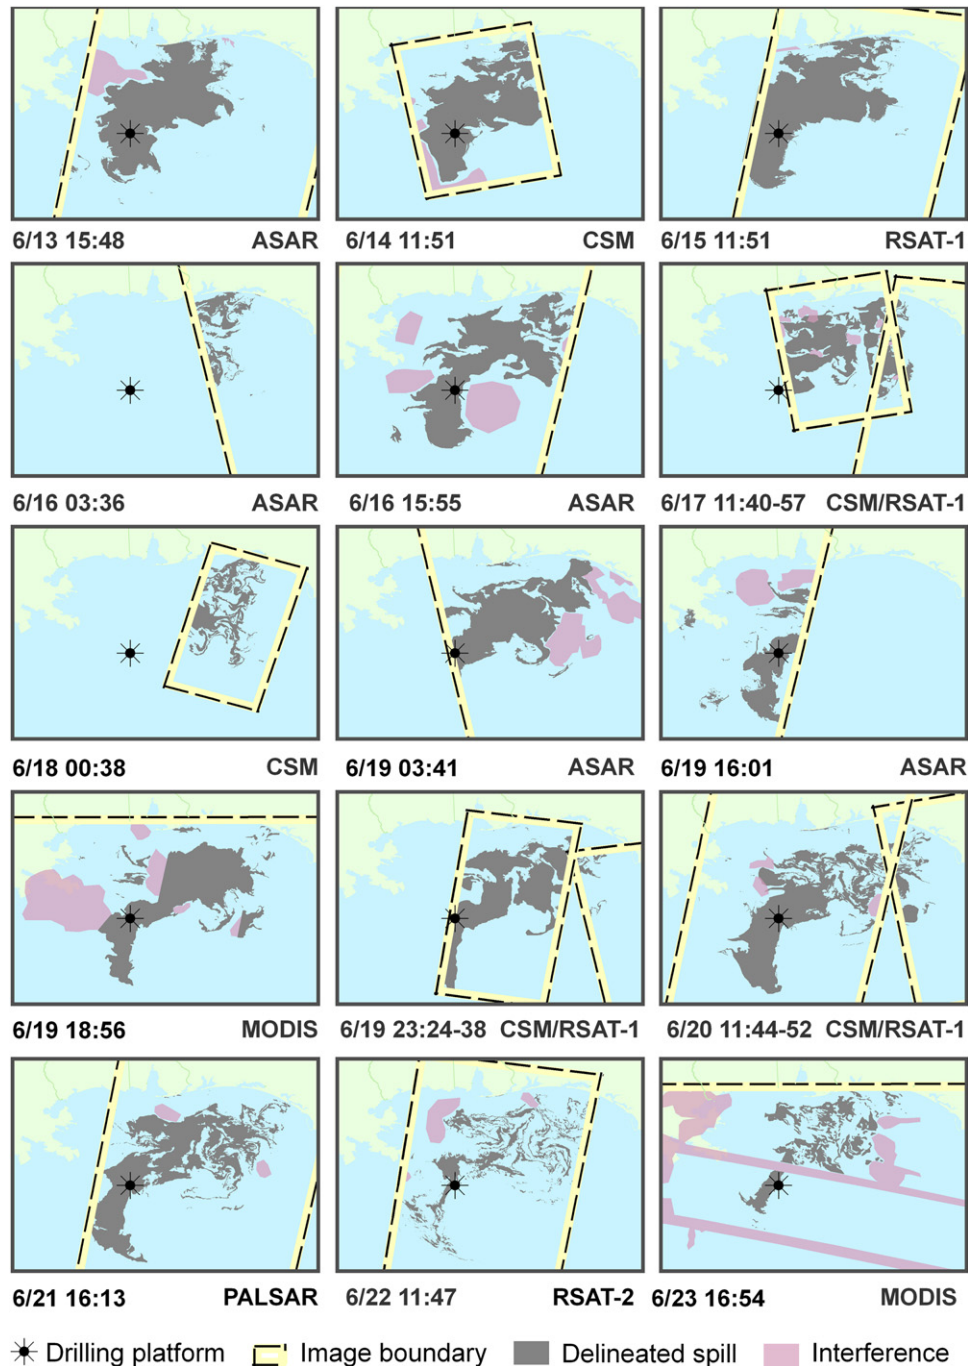 6/13 15:48 ASAR
6/14 11:51 CSM
6/15 11:51 RSAT-1
6/16 03:36 ASAR
6/16 15:55 ASAR
6/17 11:40-57 CSM/RSAT-1
6/18 00:38 CSM
6/19 03:41 ASAR
6/19 16:01 ASAR
6/19 18:56 MODIS
6/19 23:24-38 CSM/RSAT-1
6/20 11:44-52 CSM/RSAT-1
6/21 16:13 PALSAR
6/22 11:47 RSAT-2
6/23 16:54 MODIS
Drilling platform Image boundary Delineated spill Interference